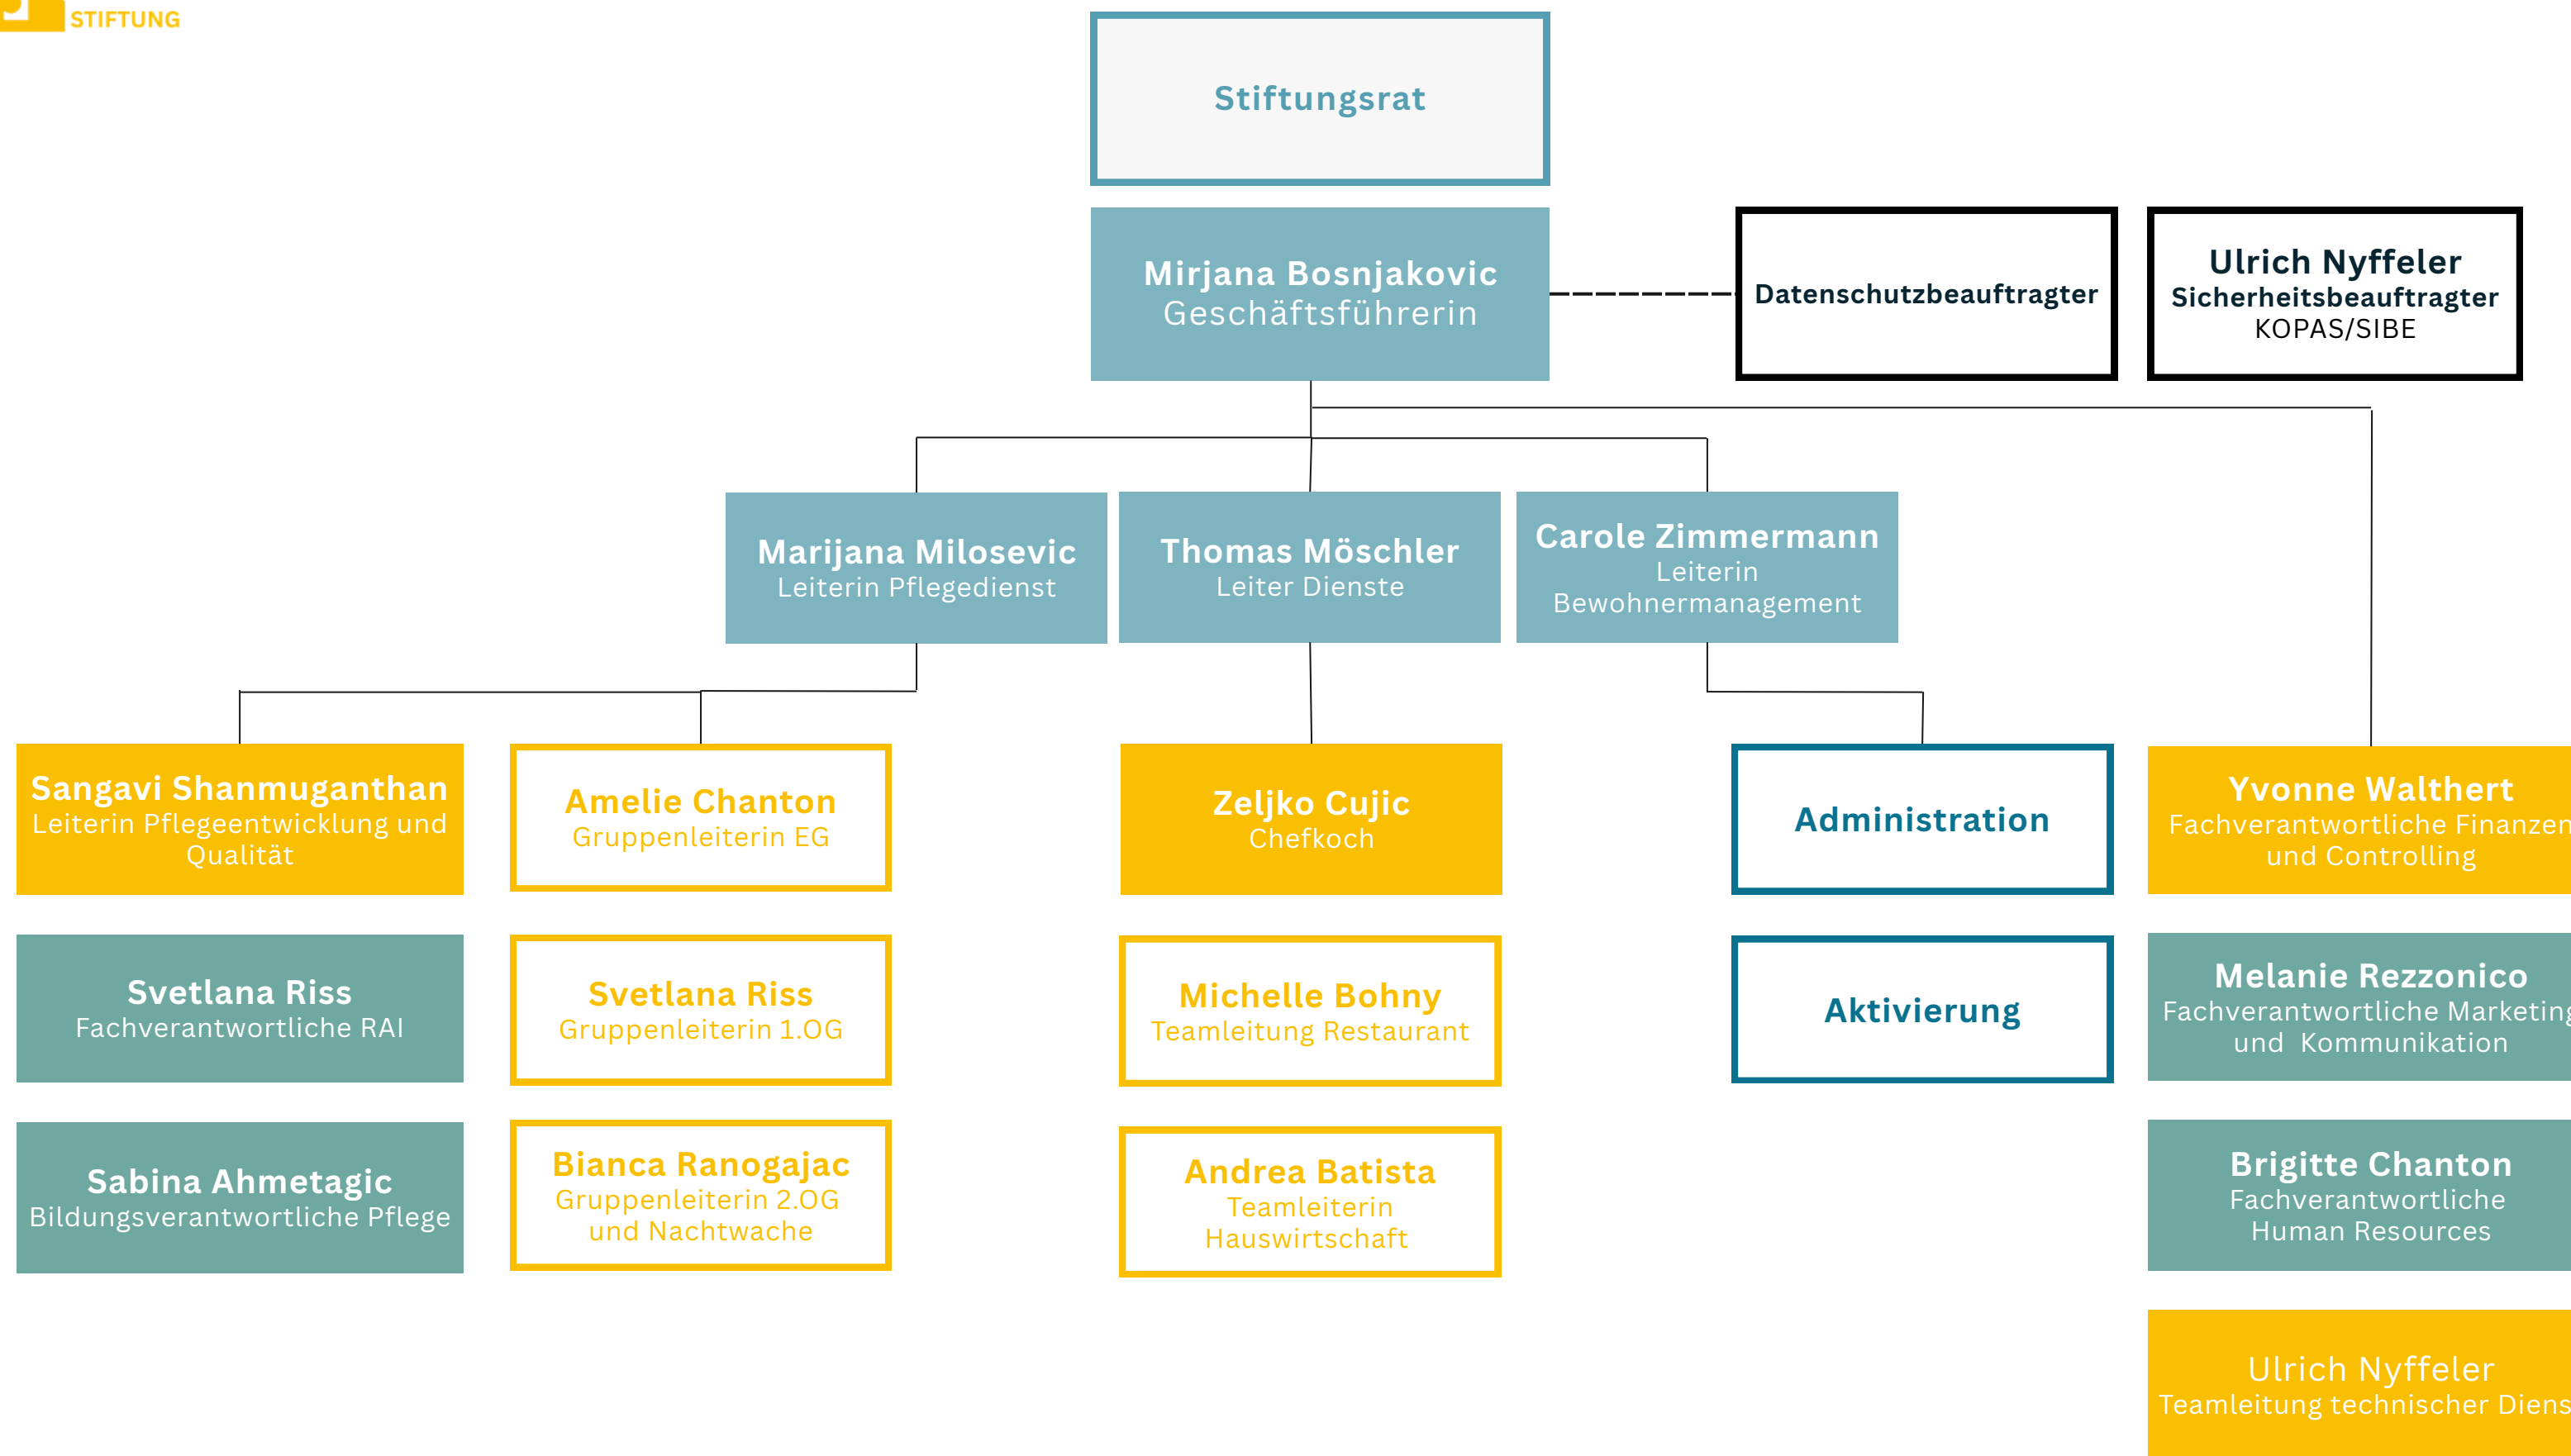 STIFTUNG
Stiftungsrat
Mirjana Bosnjakovic
Geschäftsführerin
Datenschutzbeauftragter
Ulrich Nyffeler
Sicherheitsbeauftragter
KOPAS/SIBE
Marijana Milosevic
Leiterin Pflegedienst
Thomas Möschler
Leiter Dienste
Carole Zimmermann
Leiterin
Bewohnermanagement
Sangavi Shanmuganthan
Leiterin Pflegeentwicklung und
Qualität
Amelie Chanton
Gruppenleiterin EG
Zeljko Cujic
Chefkoch
Administration
Yvonne Walthert
Fachverantwortliche Finanzen
und Controlling
Svetlana Riss
Fachverantwortliche RAI
Svetlana Riss
Gruppenleiterin 1.OG
Michelle Bohny
Teamleitung Restaurant
Aktivierung
Melanie Rezzonico
Fachverantwortliche Marketing
und Kommunikation
Sabina Ahmetagic
Bildungsverantwortliche Pflege
Bianca Ranogajac
Gruppenleiterin 2.OG
und Nachtwache
Andrea Batista
Teamleiterin
Hauswirtschaft
Brigitte Chanton
Fachverantwortliche
Human Resources
Ulrich Nyffeler
Teamleitung technischer Diens